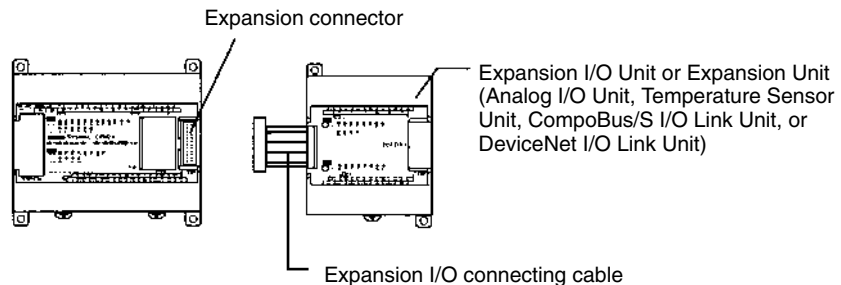 Expansion connector
Expansion I/O Unit or Expansion Unit
(Analog I/O Unit, Temperature Sensor
Unit, CompoBus/S I/O Link Unit, or
DeviceNet I/O Link Unit)
Expansion I/O connecting cable